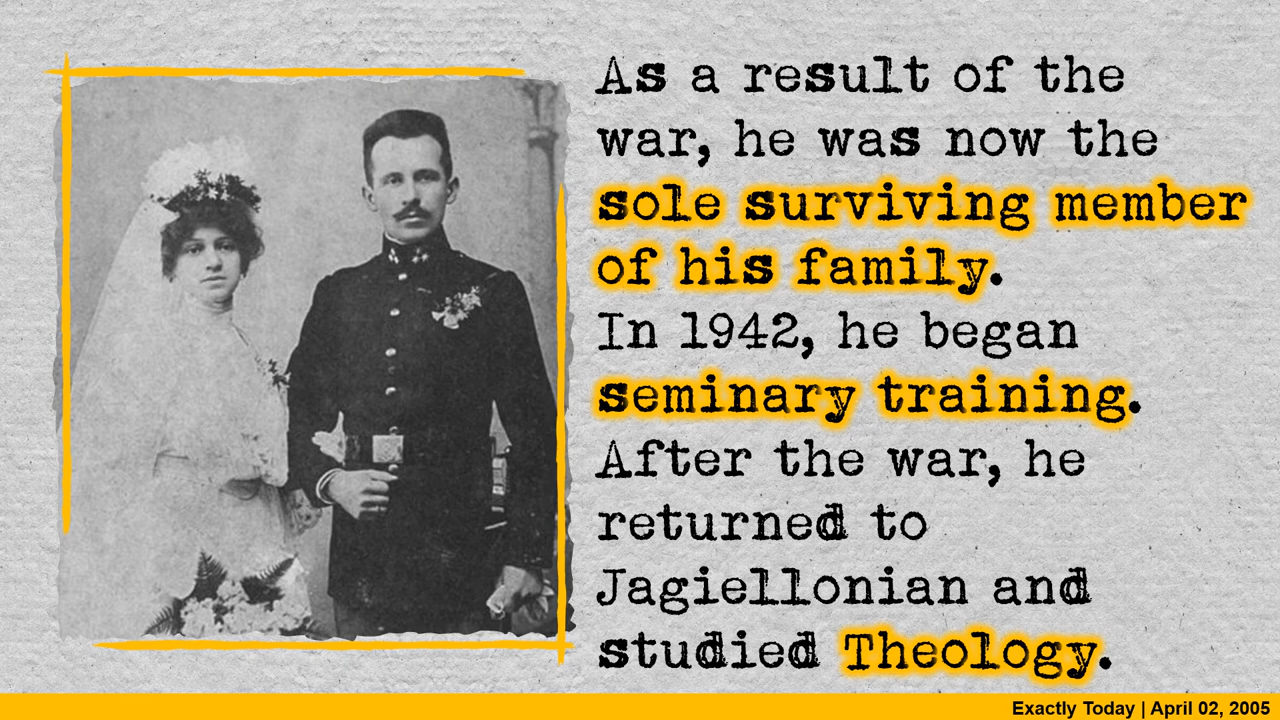 As a result of the
war, he was now the
sole surviving member
of his family.
In 1942, he began
seminary training.
After the war, he
returned to
Jagiellonian and
studied Theology.
Exactly Today | April 02, 2005